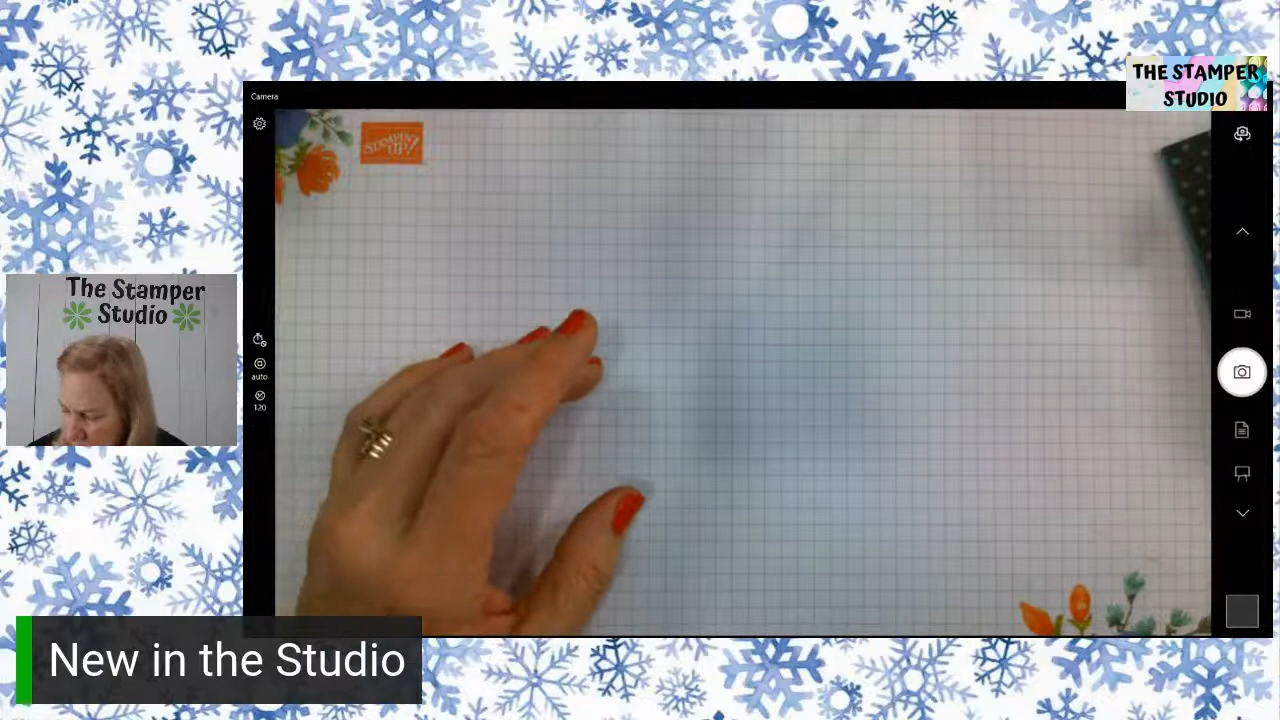 THE STAMPER
STUDIO
Camera
STAMPIN'
UP!
The Stamper
Studio
auto
120
New in the Studio